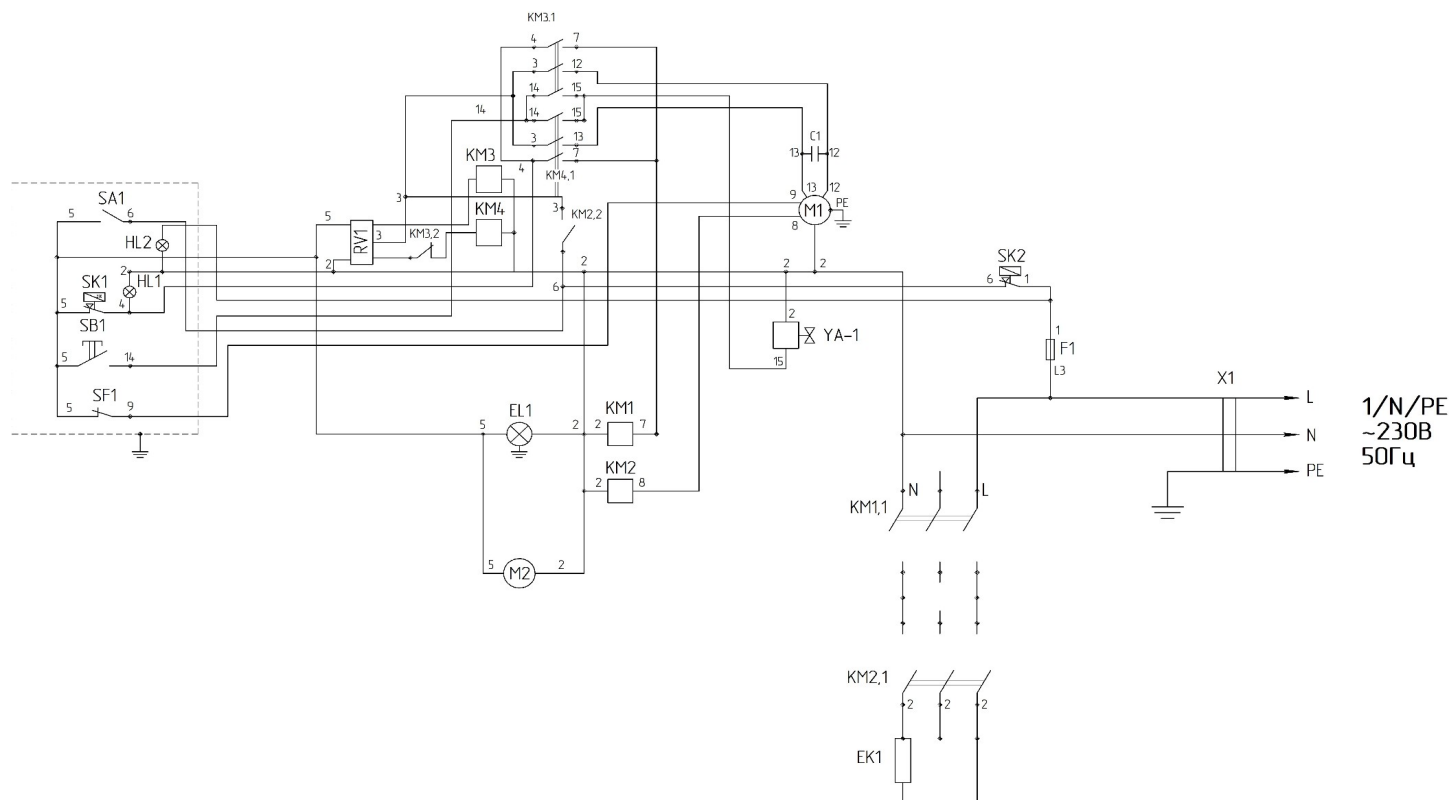 KM3.1
4 7
3 12
14 15
14
14 15
3 13
7
C1
13 12
KM3
4
KM4,1
KM4
13 12
9
M1
PE
8
SA1
5 6
HL2
3
3
KM2,2
5
RV1
3
KM3,2
2
2
HL1
SK1
5 4
2
2
6
SK2
6 1
SB1
5 14
2
YA-1
15
1
F1
L3
SF1
5 9
X1
L
N
PE
1/N/PE
~230В
50Гц
EL1
5 2
KM1
2 7
KM2
2 8
N L
KM1,1
5 M2 2
KM2,1
2 2 2
EK1